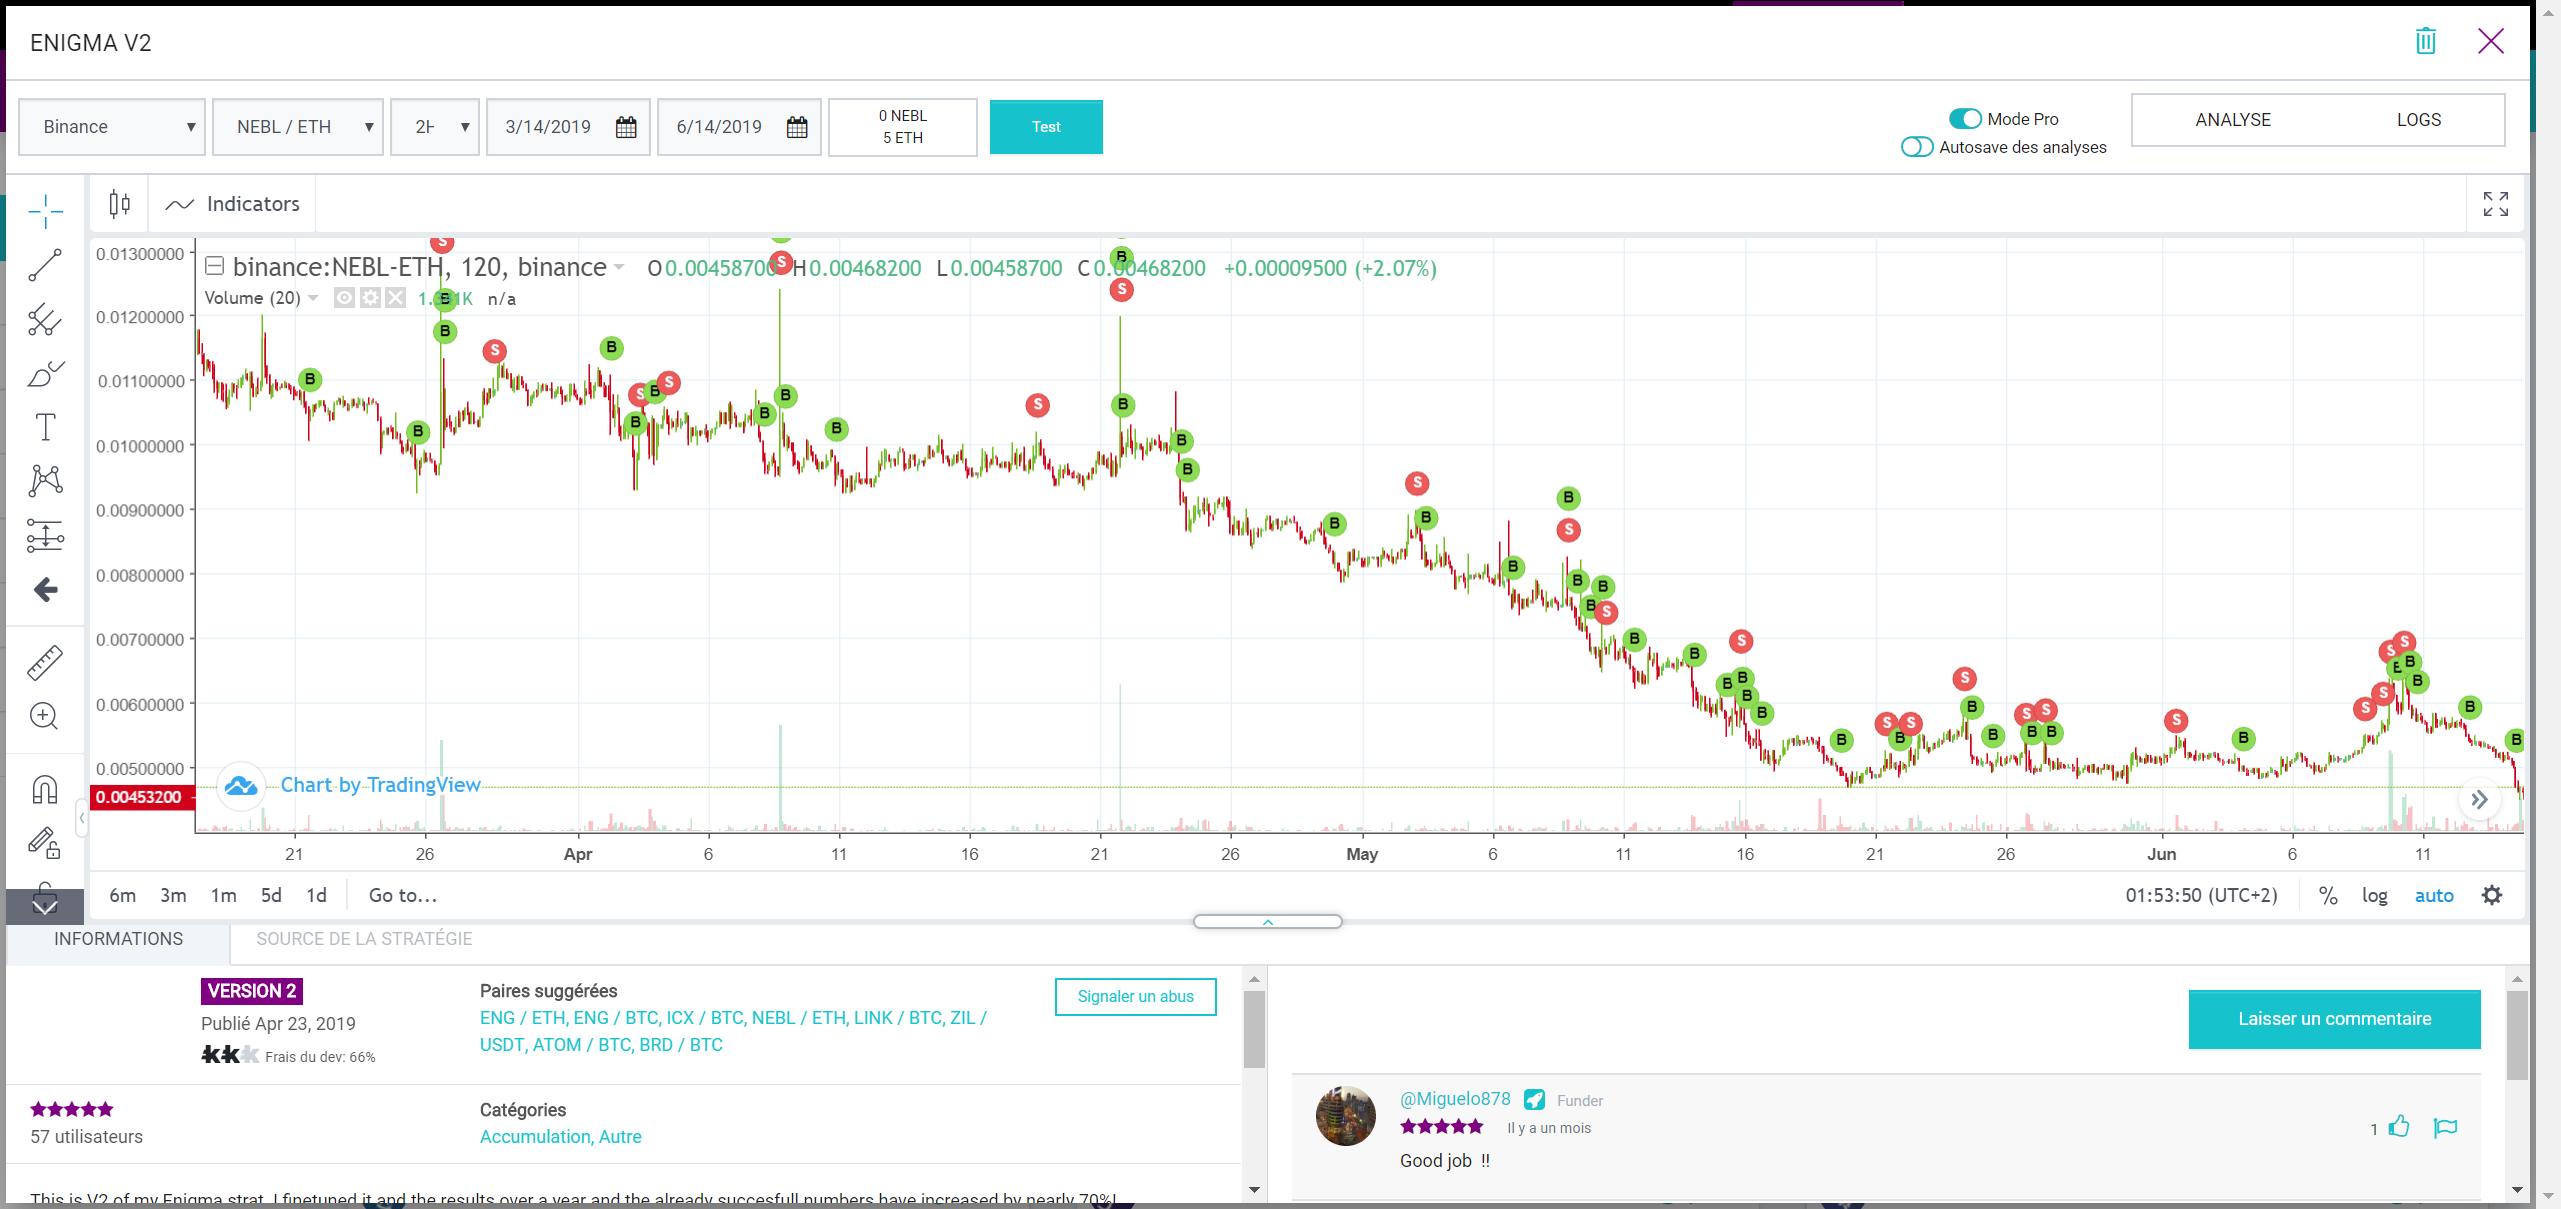 ENIGMA V2
Binance
NEBL / ETH
2H
3/14/2019
6/14/2019
0 NEBL
5 ETH
Test
Mode Pro
Autosave des analyses
ANALYSE
LOGS
Indicators
binance:NEBL-ETH, 120, binance
O0.00458700 H0.00468200 L0.00458700 C0.00468200 +0.00009500 (+2.07%)
Volume (20)
n/a
0.01300000
0.01200000
0.01100000
0.01000000
0.00900000
0.00800000
0.00700000
0.00600000
0.00500000
0.00453200
Chart by TradingView
21 26 Apr 6 11 16 21 26 May 6 11 16 21 26 Jun 6 11
6m 3m 1m 5d 1d Go to...
01:53:50 (UTC+2) % log auto
INFORMATIONS
SOURCE DE LA STRATÉGIE
VERSION 2
Publié Apr 23, 2019
Frais du dev: 66%
Paires suggérées
ENG / ETH, ENG / BTC, ICX / BTC, NEBL / ETH, LINK / BTC, ZIL /
USDT, ATOM / BTC, BRD / BTC
Signaler un abus
57 utilisateurs
Catégories
Accumulation, Autre
This is V2 of my Enigma strat. I finetuned it and the results over a year and the already succesfull numbers have increased by nearly 70%!
Laisser un commentaire
@Miguelo878
Funder
Il y a un mois
1
Good job !!